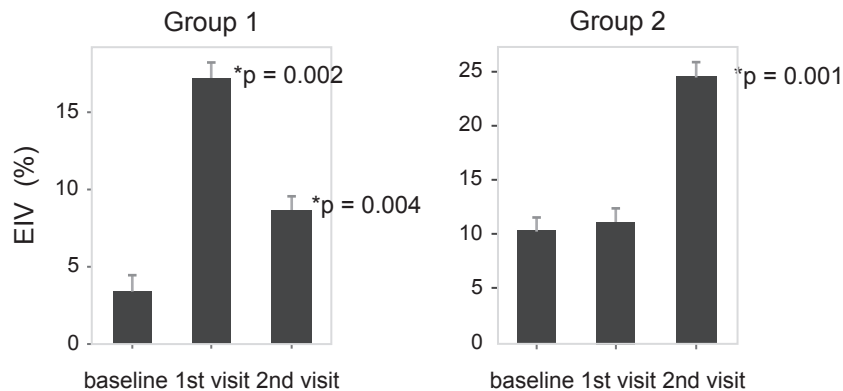 Group 1
Group 2
EIV (%)
15
10
5
0
*p = 0.002
*p = 0.004
baseline 1st visit 2nd visit
25
20
15
10
5
0
*p = 0.001
baseline 1st visit 2nd visit